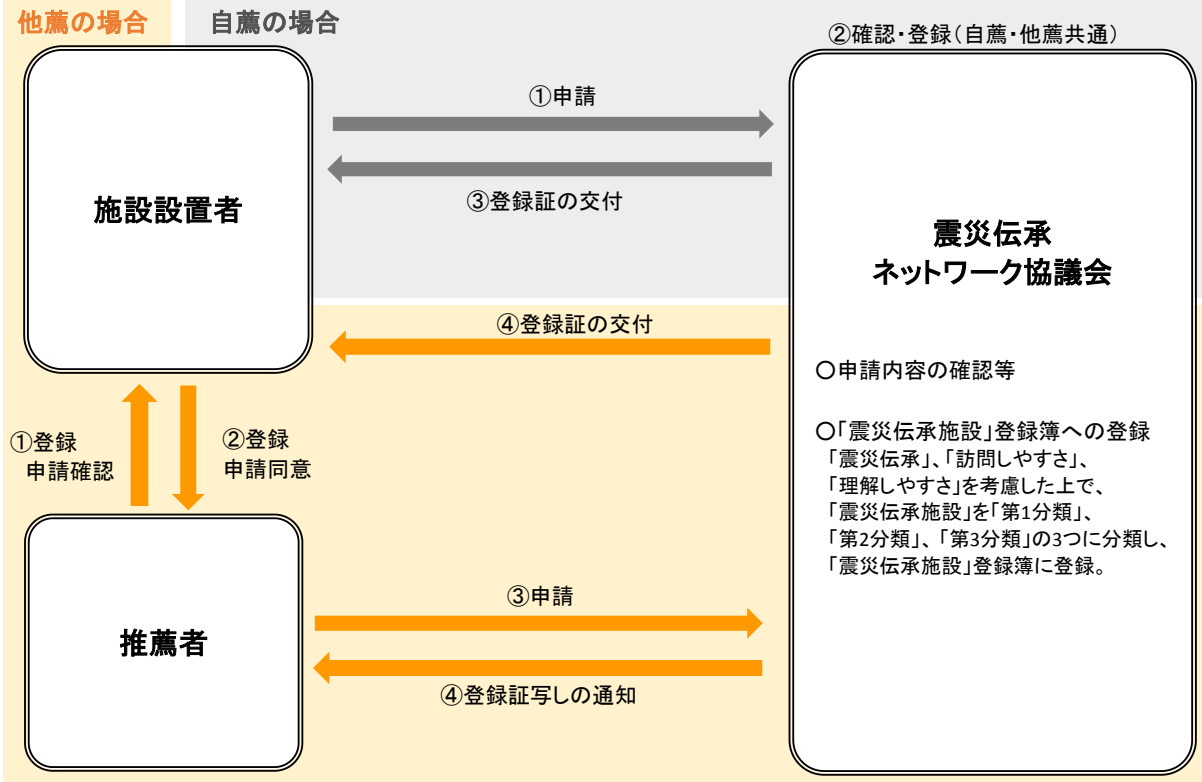 他薦の場合
自薦の場合
②確認・登録（自薦・他薦共通）
①申請
③登録証の交付
施設設置者
震災伝承
ネットワーク協議会
④登録証の交付
〇申請内容の確認等
〇「震災伝承施設」登録簿への登録
「震災伝承」、「訪問しやすさ」、
「理解しやすさ」を考慮した上で、
「震災伝承施設」を「第1分類」、
「第2分類」、「第3分類」の3つに分類し、
「震災伝承施設」登録簿に登録。
①登録
申請確認
②登録
申請同意
推薦者
③申請
④登録証写しの通知